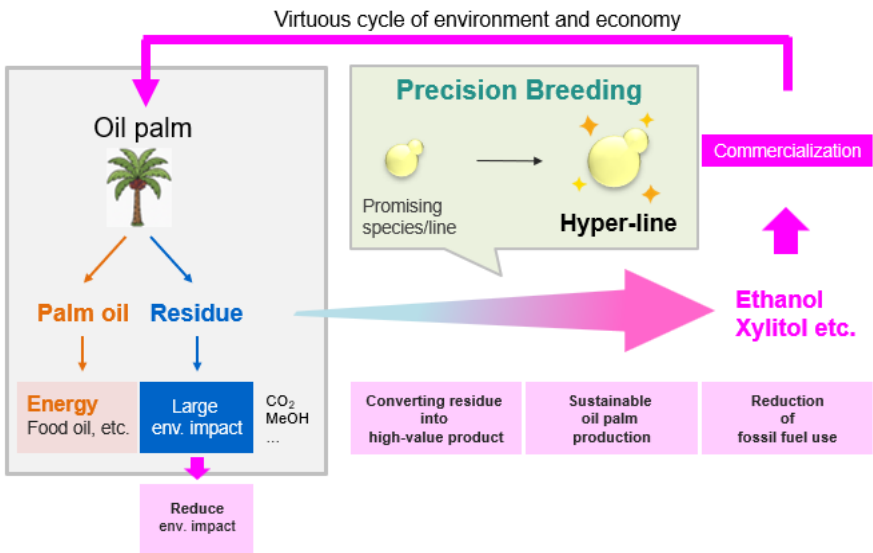 Virtuous cycle of environment and economy
Oil palm
Palm oil
Residue
Energy
Food oil, etc.
Large
env. impact
CO₂
MeOH
...
Reduce
env. impact
Precision Breeding
Promising
species/line
Hyper-line
Commercialization
Ethanol
Xylitol etc.
Converting residue
into
high-value product
Sustainable
oil palm
production
Reduction
of
fossil fuel use